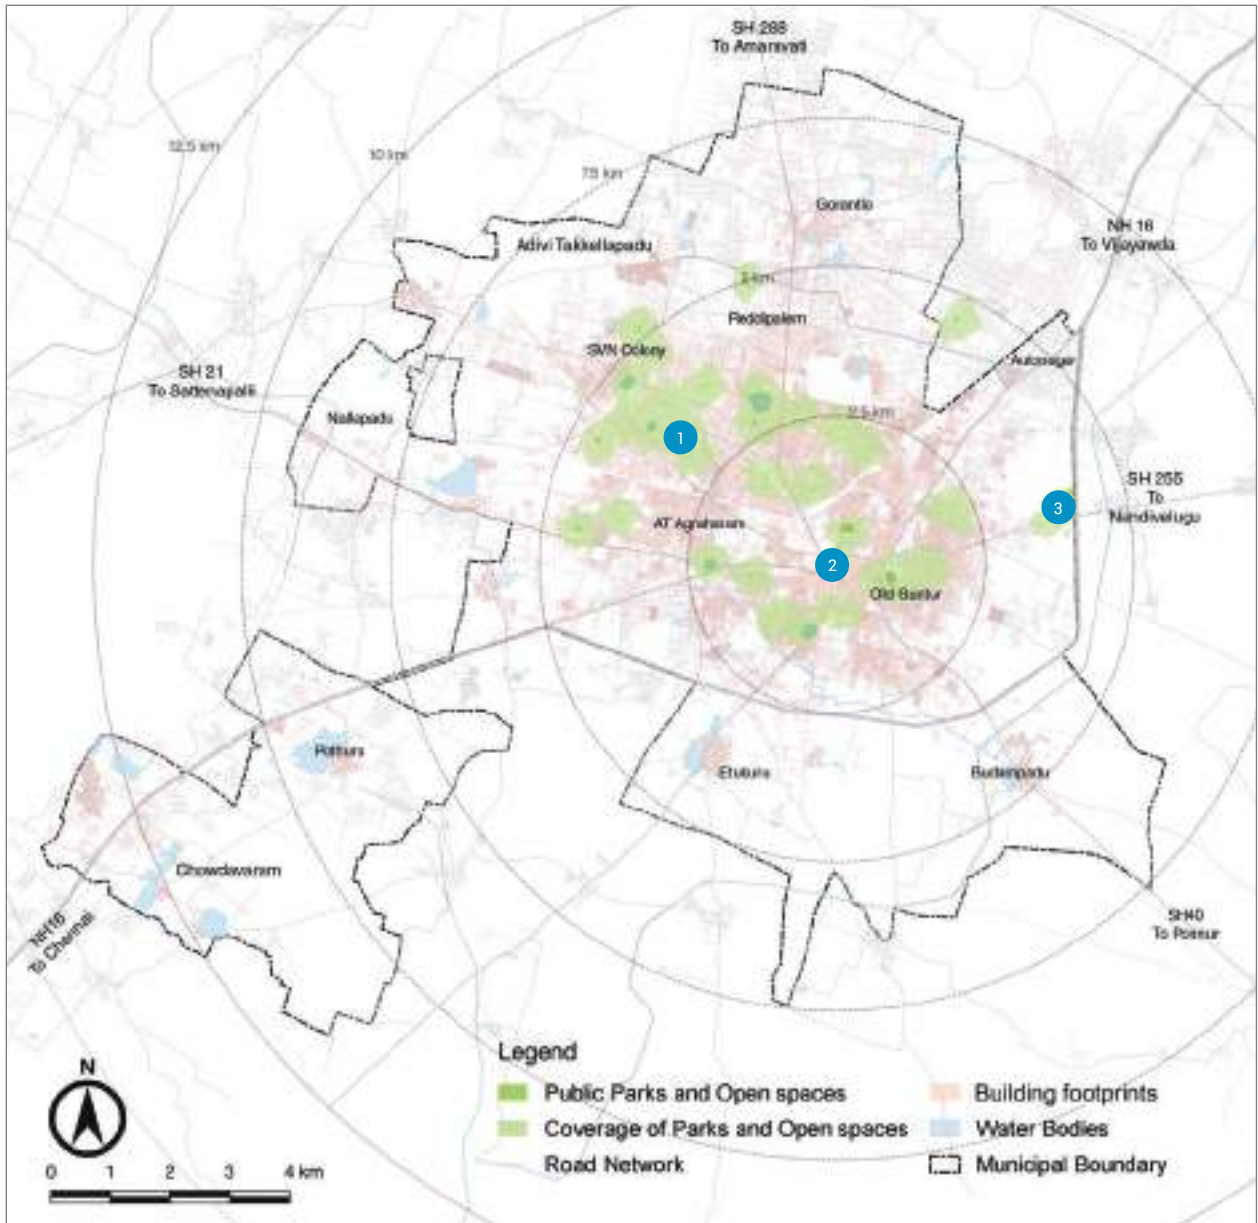 SH 288
To Amaravati
12.5 km
10 km
7.5 km
Gorantla
NH 16
To Vijayawda
Adivi Takkellapadu
5 km
Reddipalem
SVN Colony
Autonagar
SH 21
To Sattenapalli
Nallapadu
2.5 km
1
SH 255
To
Nandivelugu
3
AT Agraharam
2
Old Guntur
Pothuru
Etukuru
Budampadu
Chowdavaram
NH16
To Chennai
SH40
To Ponnur
N
0 1 2 3 4 km
Legend
Public Parks and Open spaces
Coverage of Parks and Open spaces
Road Network
Building footprints
Water Bodies
Municipal Boundary